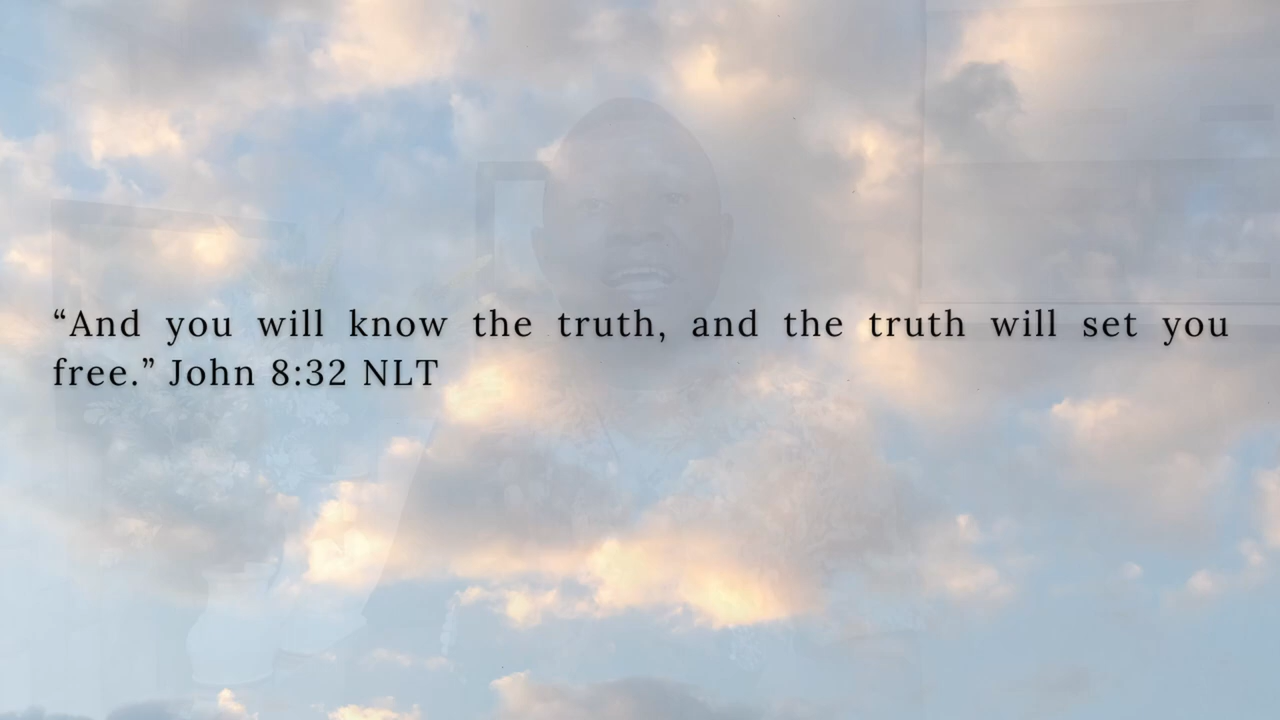 “And you will know the truth, and the truth will set you
free.” John 8:32 NLT